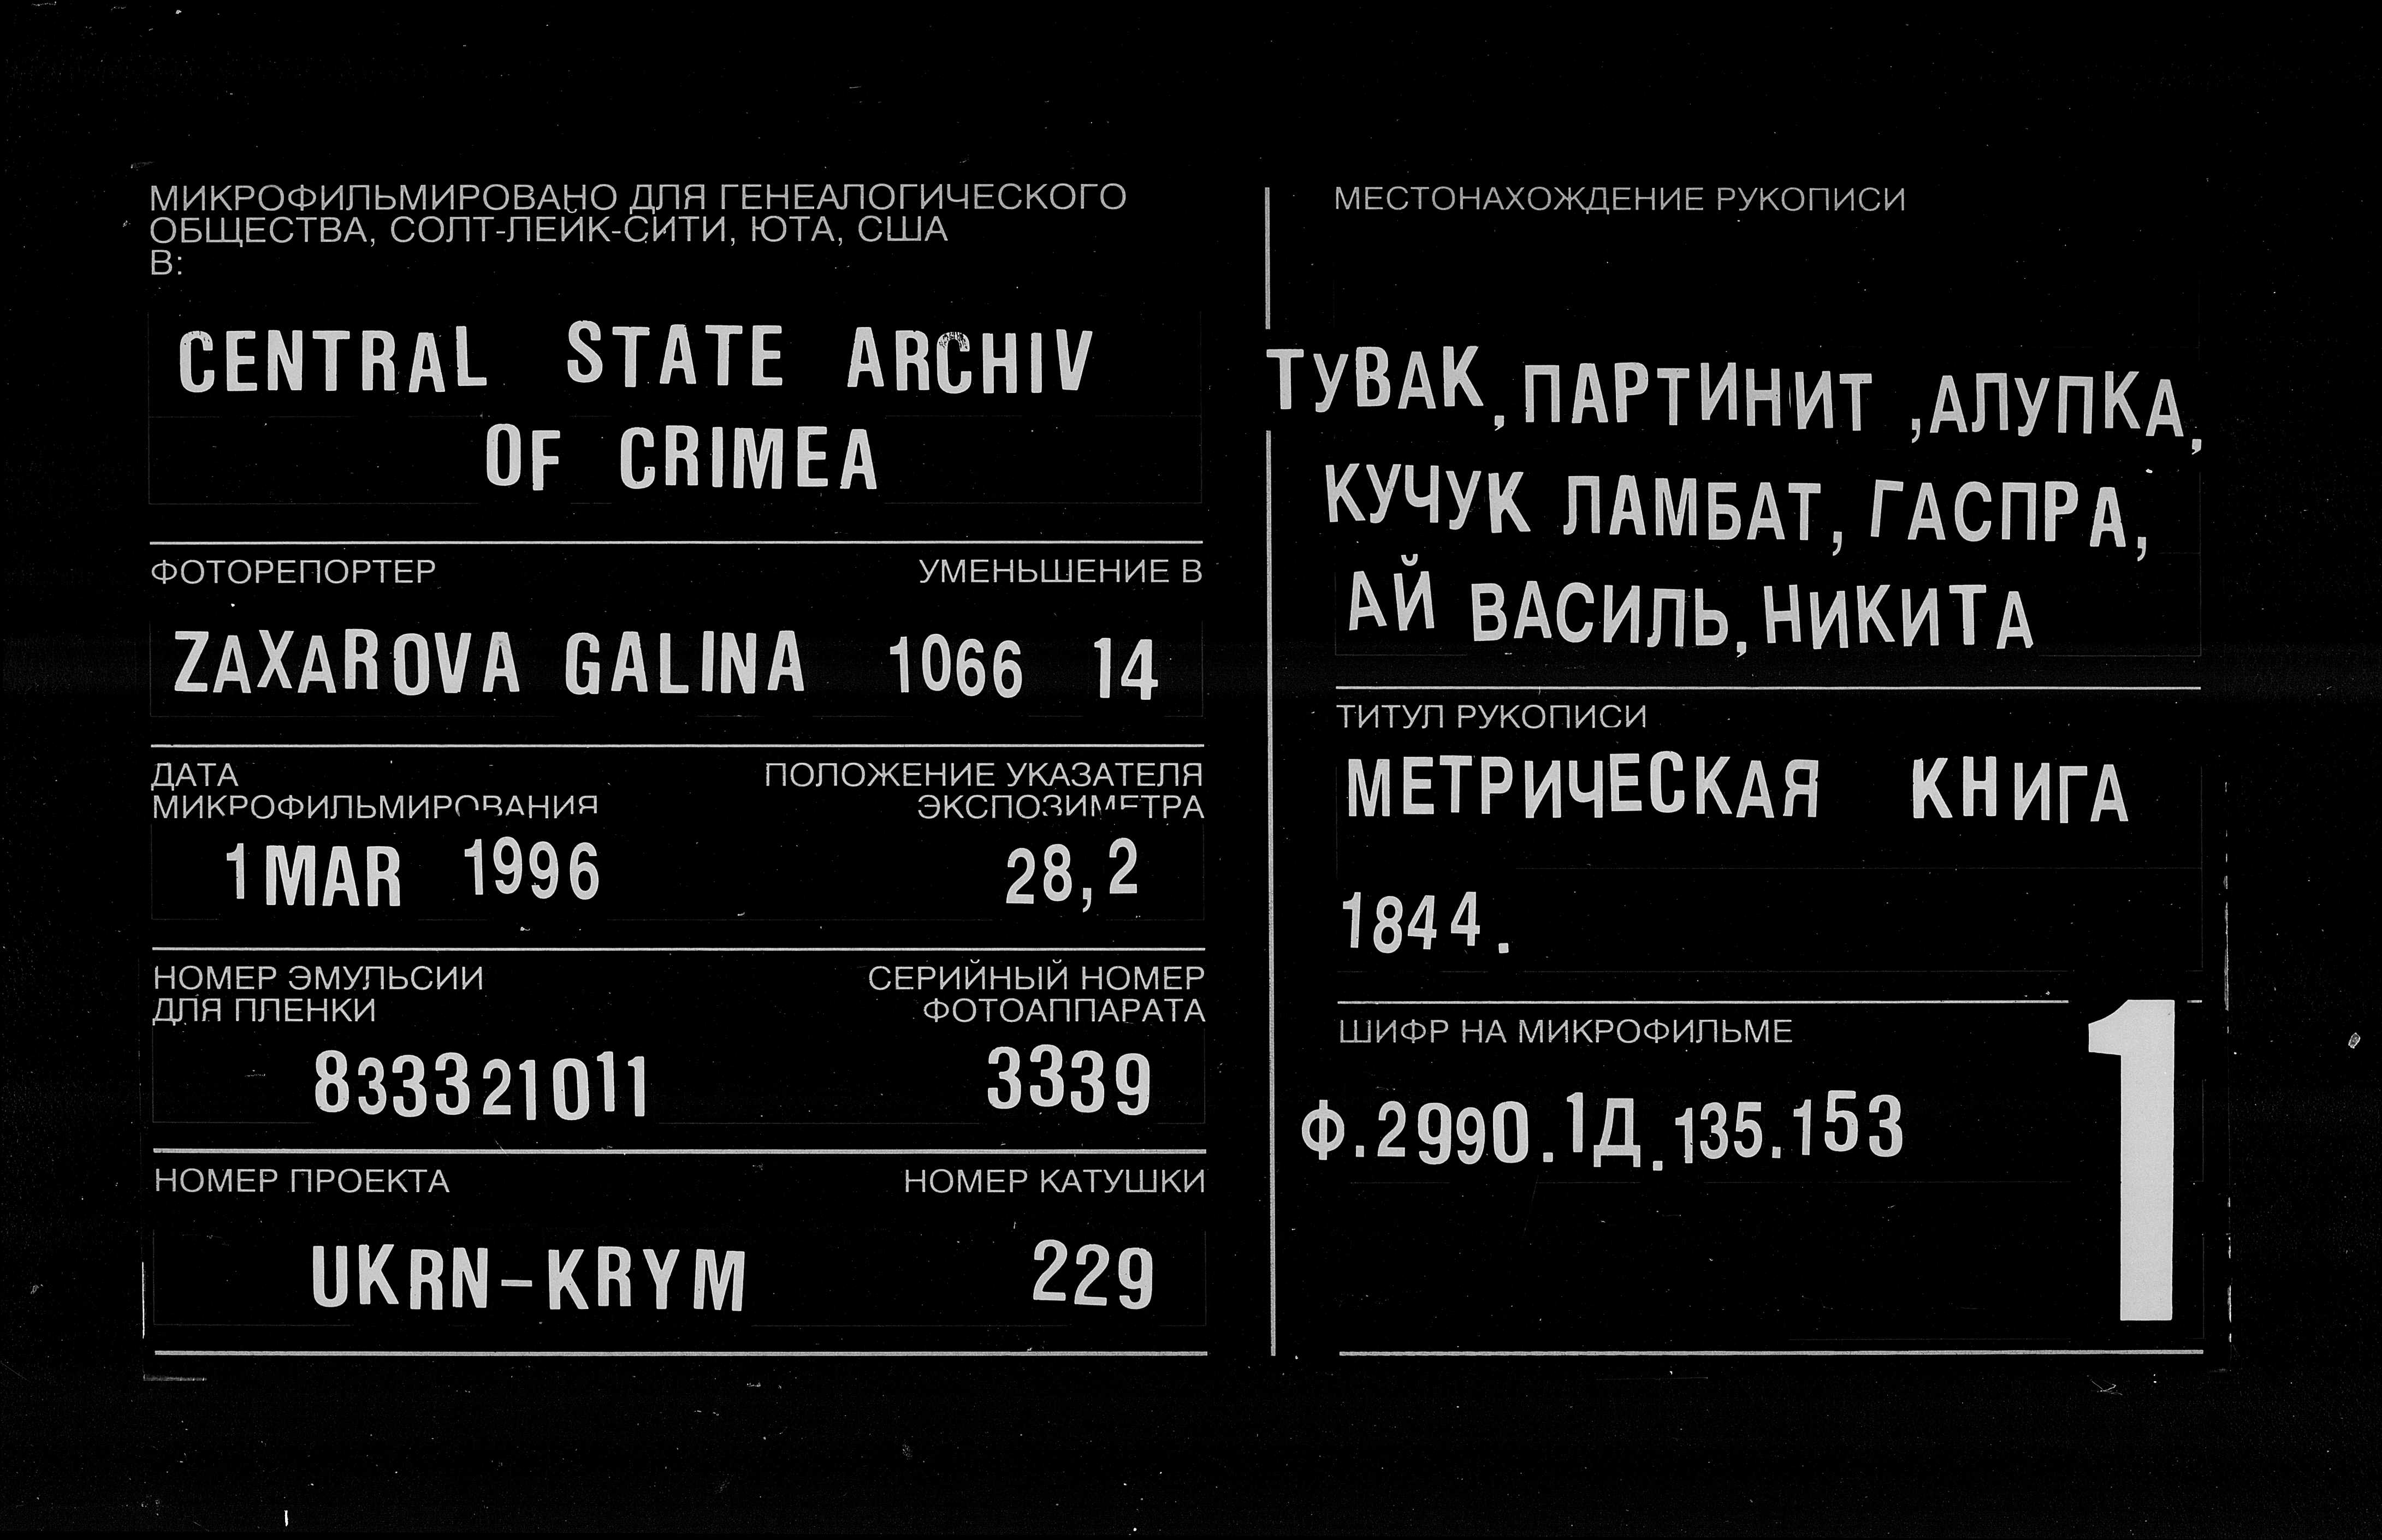 МИКРОФИЛЬМИРОВАНО ДЛЯ ГЕНЕАЛОГИЧЕСКОГО
ОБЩЕСТВА, СОЛТ-ЛЕЙК-СИТИ, ЮТА, США
В:
CENTRAL STATE ARCHIV
OF CRIMEA
ФОТОРЕПОРТЕР УМЕНЬШЕНИЕ В
ZAXAROVA GALINA 1066 14
ДАТА ПОЛОЖЕНИЕ УКАЗАТЕЛЯ
МИКРОФИЛЬМИРОВАНИЯ ЭКСПОЗИМЕТРА
1 MAR 1996 28,2
НОМЕР ЭМУЛЬСИИ СЕРИЙНЫЙ НОМЕР
ДЛЯ ПЛЕНКИ ФОТОАППАРАТА
833321011 3339
НОМЕР ПРОЕКТА НОМЕР КАТУШКИ
UKRN-KRYM 229
МЕСТОНАХОЖДЕНИЕ РУКОПИСИ
ТУВАК, ПАРТИНИТ, АЛУПКА,
КУЧУК ЛАМБАТ, ГАСПРА,
АЙ ВАСИЛЬ, НИКИТА
ТИТУЛ РУКОПИСИ
МЕТРИЧЕСКАЯ КНИГА
1844.
ШИФР НА МИКРОФИЛЬМЕ
Ф.2990.1Д.135.153
1